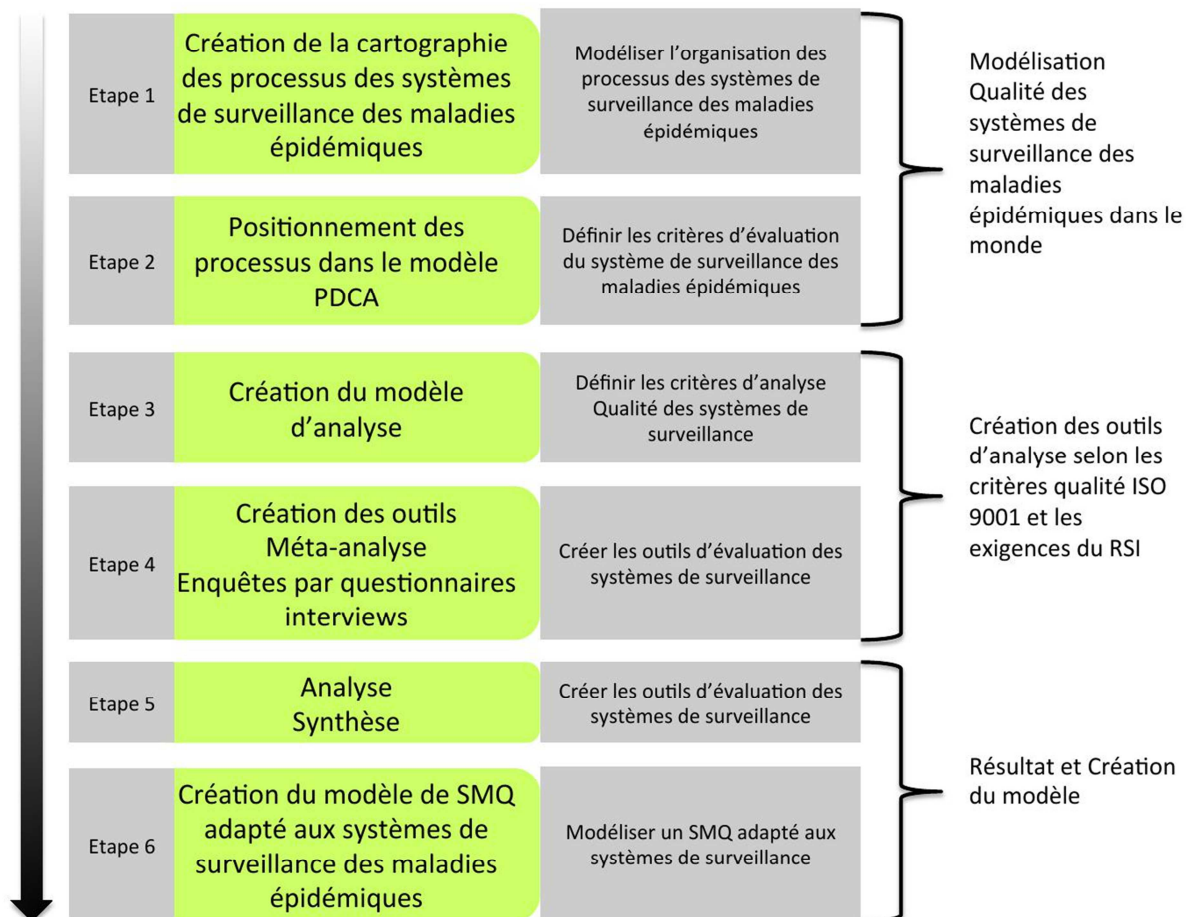 Etape 1
Création de la cartographie
des processus des systèmes
de surveillance des maladies
épidémiques
Modéliser l'organisation des
processus des systèmes de
surveillance des maladies
épidémiques
Modélisation
Qualité des
systèmes de
surveillance des
maladies
épidémiques dans le
monde
Etape 2
Positionnement des
processus dans le modèle
PDCA
Définir les critères d'évaluation
du système de surveillance des
maladies épidémiques
Etape 3
Création du modèle
d'analyse
Définir les critères d'analyse
Qualité des systèmes de
surveillance
Création des outils
d'analyse selon les
critères qualité ISO
9001 et les
exigences du RSI
Etape 4
Création des outils
Méta-analyse
Enquêtes par questionnaires
interviews
Créer les outils d'évaluation des
systèmes de surveillance
Etape 5
Analyse
Synthèse
Créer les outils d'évaluation des
systèmes de surveillance
Résultat et Création
du modèle
Etape 6
Création du modèle de SMQ
adapté aux systèmes de
surveillance des maladies
épidémiques
Modéliser un SMQ adapté aux
systèmes de surveillance